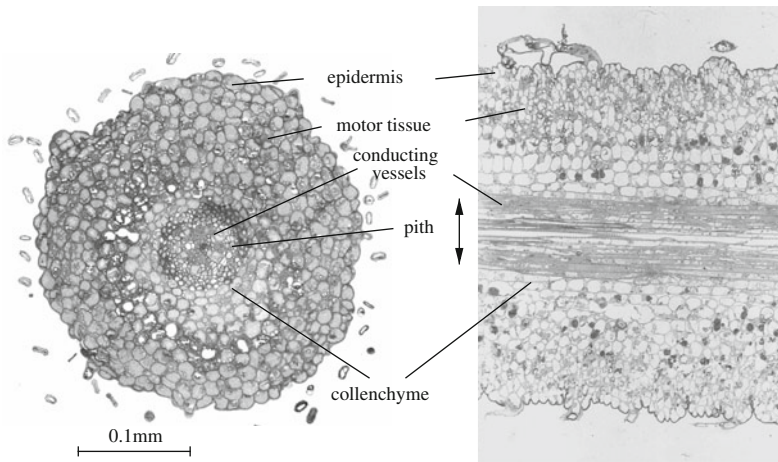 epidermis
motor tissue
conducting
vessels
pith
collenchyme
0.1mm